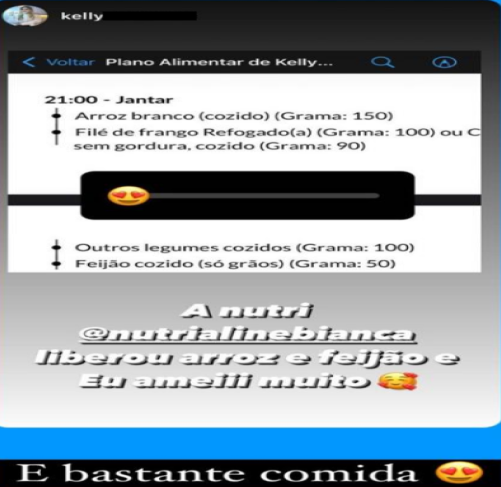 kelly
Voltar Plano Alimentar de Kelly...
21:00 - Jantar
Arroz branco (cozido) (Grama: 150)
Filé de frango Refogado(a) (Grama: 100) ou C
sem gordura, cozido (Grama: 90)
Outros legumes cozidos (Grama: 100)
Feijão cozido (só grãos) (Grama: 50)
A nutri
@nutrialinebianca
liberou arroz e feijão e
Eu ameiii muito 🥰
E bastante comida 😍